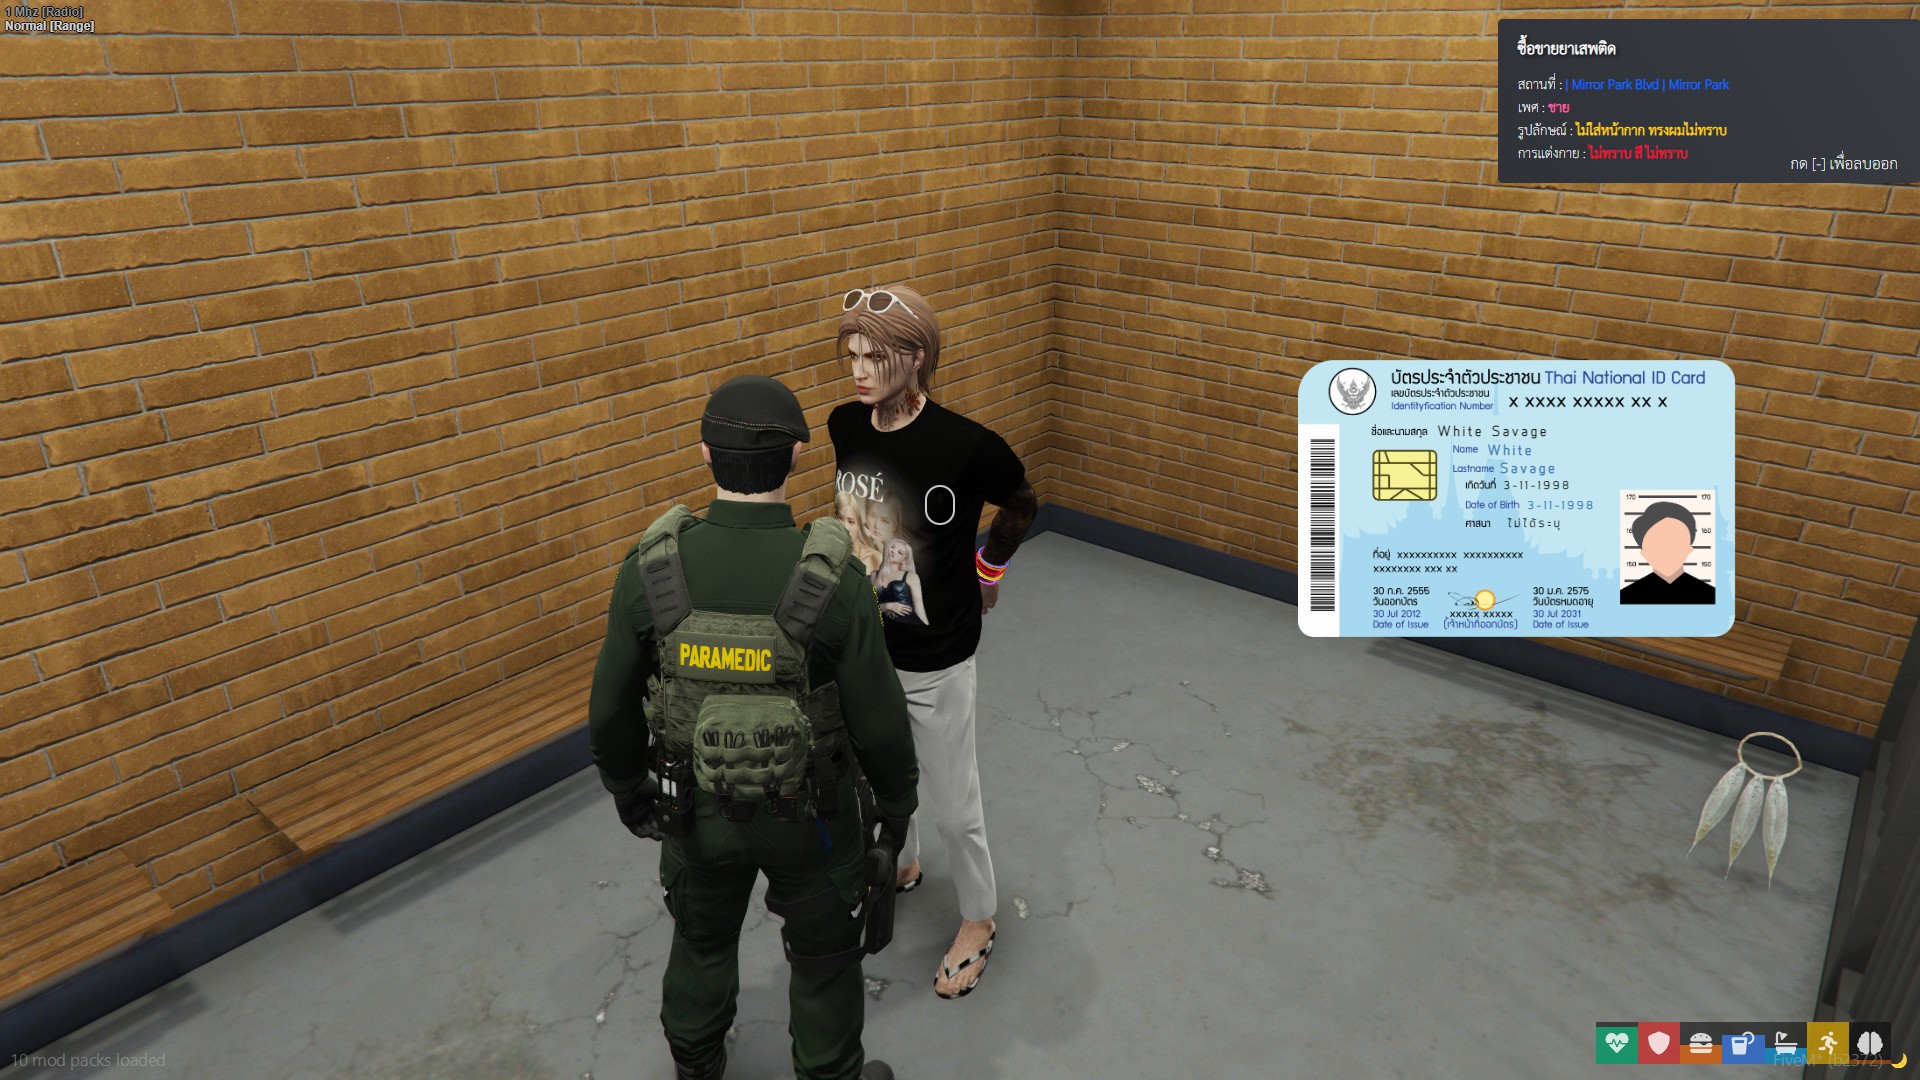 1 Mhz [Radio]
Normal [Range]
ซื้อขายยาเสพติด
สถานที่ : | Mirror Park Blvd | Mirror Park
เพศ : ชาย
รูปลักษณ์ : ไม่ใส่หน้ากาก ทรงผมไม่ทราบ
การแต่งกาย : ไม่ทราบ สี ไม่ทราบ
กด [-] เพื่อลบออก
บัตรประจำตัวประชาชน Thai National ID Card
เลขบัตรประจำตัวประชาชน
Identityfication Number
X XXXX XXXXX XX X
ชื่อและนามสกุล White Savage
Name White
Lastname Savage
เกิดวันที่ 3-11-1998
Date of Birth 3-11-1998
ศาสนา ไม่ได้ระบุ
ที่อยู่ xxxxxxxxxx xxxxxxxxxx
xxxxxxxx xxx xx
170 170
160
150 150
30 ก.ค. 2555
วันออกบัตร
30 Jul 2012
Date of Issue
xxxxx xxxxx
(เจ้าหน้าที่ออกบัตร)
30 ม.ค. 2575
วันบัตรหมดอายุ
30 Jul 2031
Date of Issue
ROSÉ
PARAMEDIC
10 mod packs loaded
FiveM* (b2372)